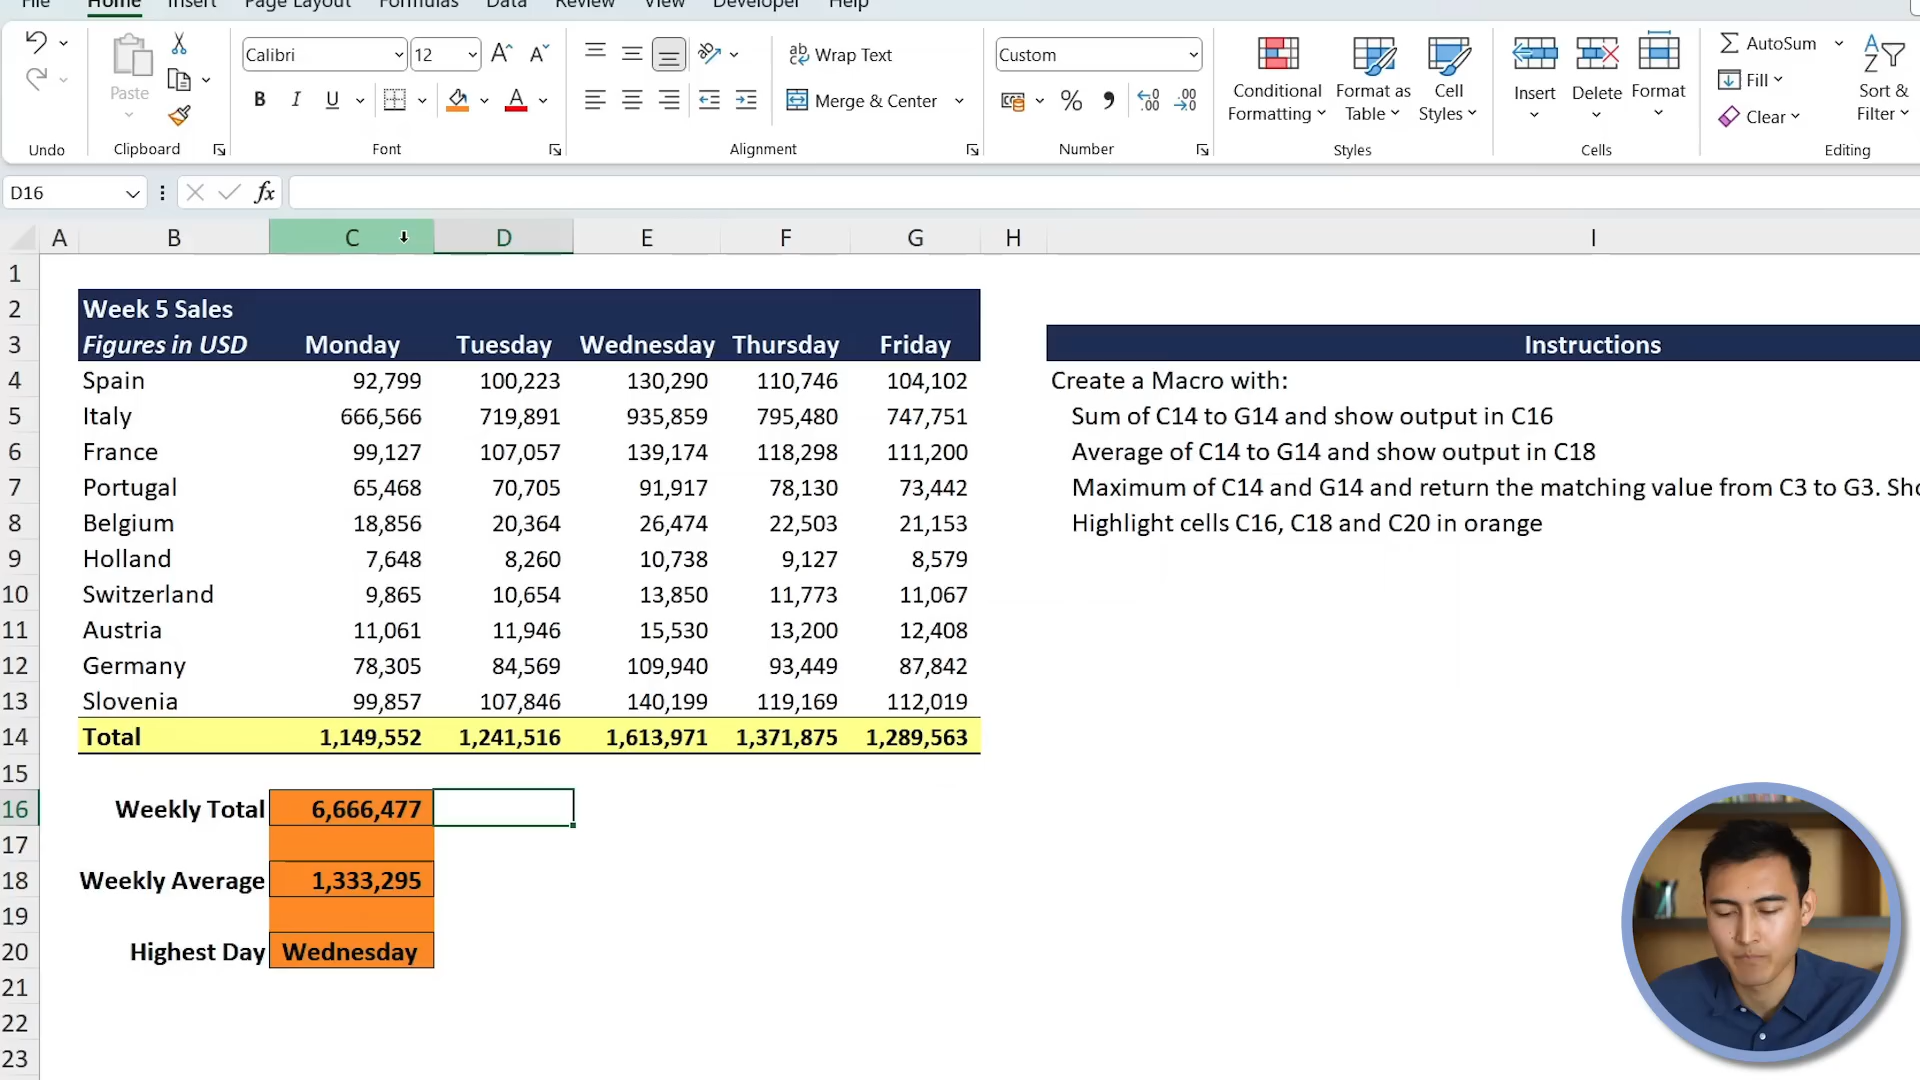 File Home Insert Page Layout Formulas Data Review View Developer Help
Calibri 12 Wrap Text Custom AutoSum
Paste Conditional Formatting Format as Table Cell Styles Insert Delete Format Fill Sort & Filter
B I U A Merge & Center % Clear
Undo Clipboard Font Alignment Number Styles Cells Editing
D16 fx
A B C D E F G H I
1
2 Week 5 Sales
3 Figures in USD Monday Tuesday Wednesday Thursday Friday Instructions
4 Spain 92,799 100,223 130,290 110,746 104,102 Create a Macro with:
5 Italy 666,566 719,891 935,859 795,480 747,751 Sum of C14 to G14 and show output in C16
6 France 99,127 107,057 139,174 118,298 111,200 Average of C14 to G14 and show output in C18
7 Portugal 65,468 70,705 91,917 78,130 73,442 Maximum of C14 and G14 and return the matching value from C3 to G3.
8 Belgium 18,856 20,364 26,474 22,503 21,153 Highlight cells C16, C18 and C20 in orange
9 Holland 7,648 8,260 10,738 9,127 8,579
10 Switzerland 9,865 10,654 13,850 11,773 11,067
11 Austria 11,061 11,946 15,530 13,200 12,408
12 Germany 78,305 84,569 109,940 93,449 87,842
13 Slovenia 99,857 107,846 140,199 119,169 112,019
14 Total 1,149,552 1,241,516 1,613,971 1,371,875 1,289,563
15
16 Weekly Total 6,666,477
17
18 Weekly Average 1,333,295
19
20 Highest Day Wednesday
21
22
23